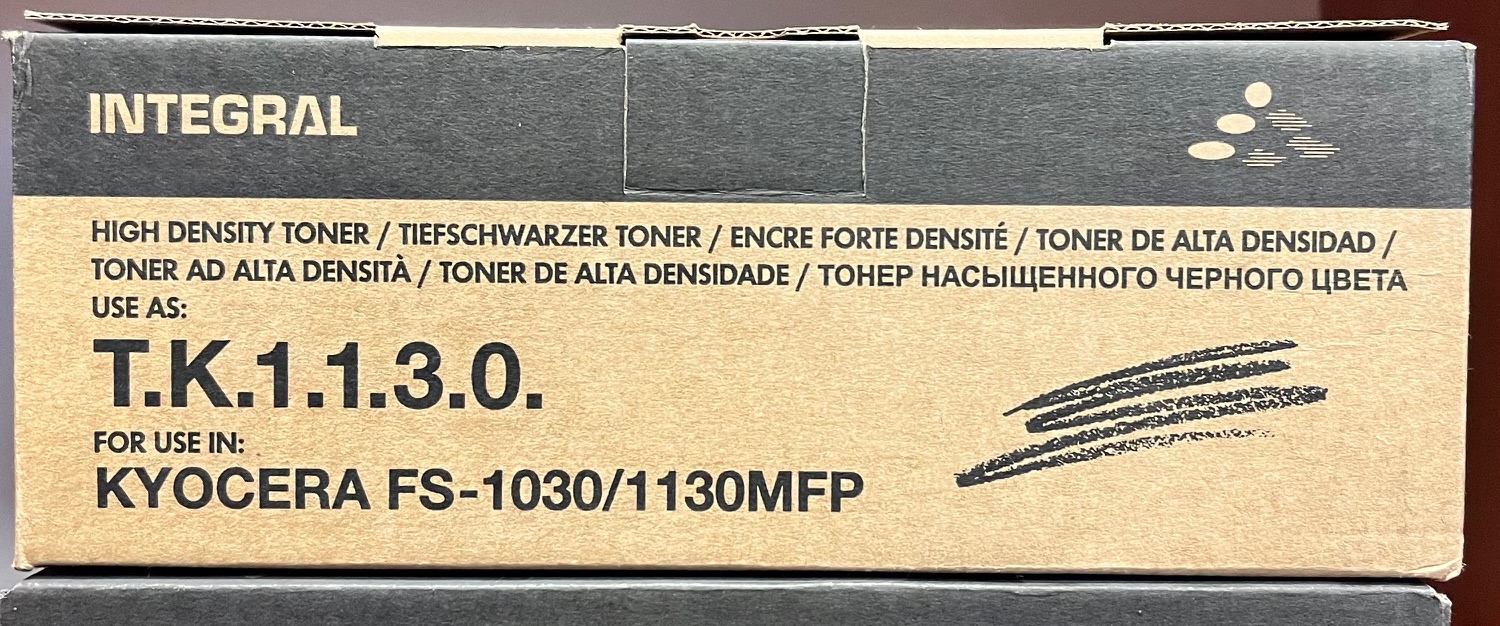 INTEGRAL
HIGH DENSITY TONER / TIEFSCHWARZER TONER / ENCRE FORTE DENSITÉ / TONER DE ALTA DENSIDAD /
TONER AD ALTA DENSITÀ / TONER DE ALTA DENSIDADE / ТОНЕР НАСЫЩЕННОГО ЧЕРНОГО ЦВЕТА
USE AS:
T.K.1.1.3.0.
FOR USE IN:
KYOCERA FS-1030/1130MFP